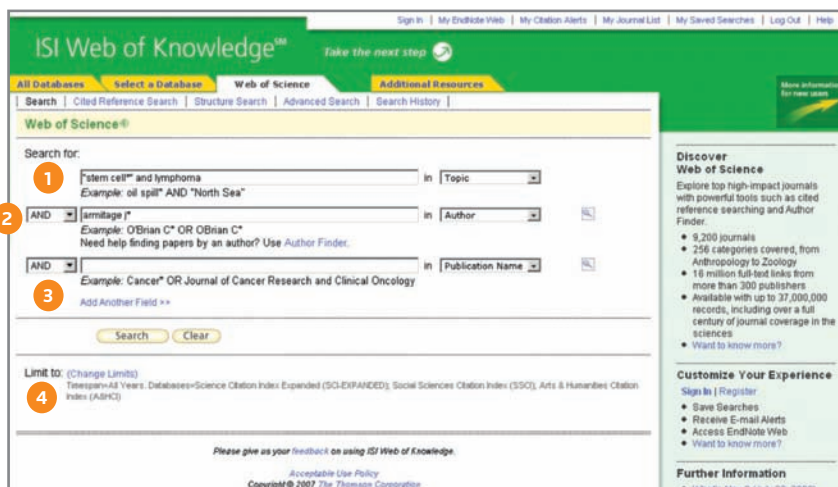 Sign In | My EndNote Web | My Citation Alerts | My Journal List | My Saved Searches | Log Out | Help
ISI Web of Knowledge℠ Take the next step
All Databases Select a Database Web of Science Additional Resources
Search | Cited Reference Search | Structure Search | Advanced Search | Search History |
More information for new users
Web of Science®
Search for:
1 "stem cell*" and lymphoma in Topic
Example: oil spill* AND "North Sea"
2 AND armitage j* in Author
Example: O'Brian C* OR OBrian C*
Need help finding papers by an author? Use Author Finder.
AND in Publication Name
3 Example: Cancer* OR Journal of Cancer Research and Clinical Oncology
Add Another Field >>
Search Clear
Limit to: (Change Limits)
4 Timespan=All Years. Databases=Science Citation Index Expanded (SCI-EXPANDED); Social Sciences Citation Index (SSCI); Arts & Humanities Citation
Index (A&HCI)
Please give us your feedback on using ISI Web of Knowledge.
Acceptable Use Policy
Copyright © 2007 The Thomson Corporation
Discover
Web of Science
Explore top high-impact journals
with powerful tools such as cited
reference searching and Author
Finder.
9,200 journals
256 categories covered, from
Anthropology to Zoology
16 million full-text links from
more than 300 publishers
Available with up to 37,000,000
records, including over a full
century of journal coverage in the
sciences
Want to know more?
Customize Your Experience
Sign In | Register
Save Searches
Receive E-mail Alerts
Access EndNote Web
Want to know more?
Further Information